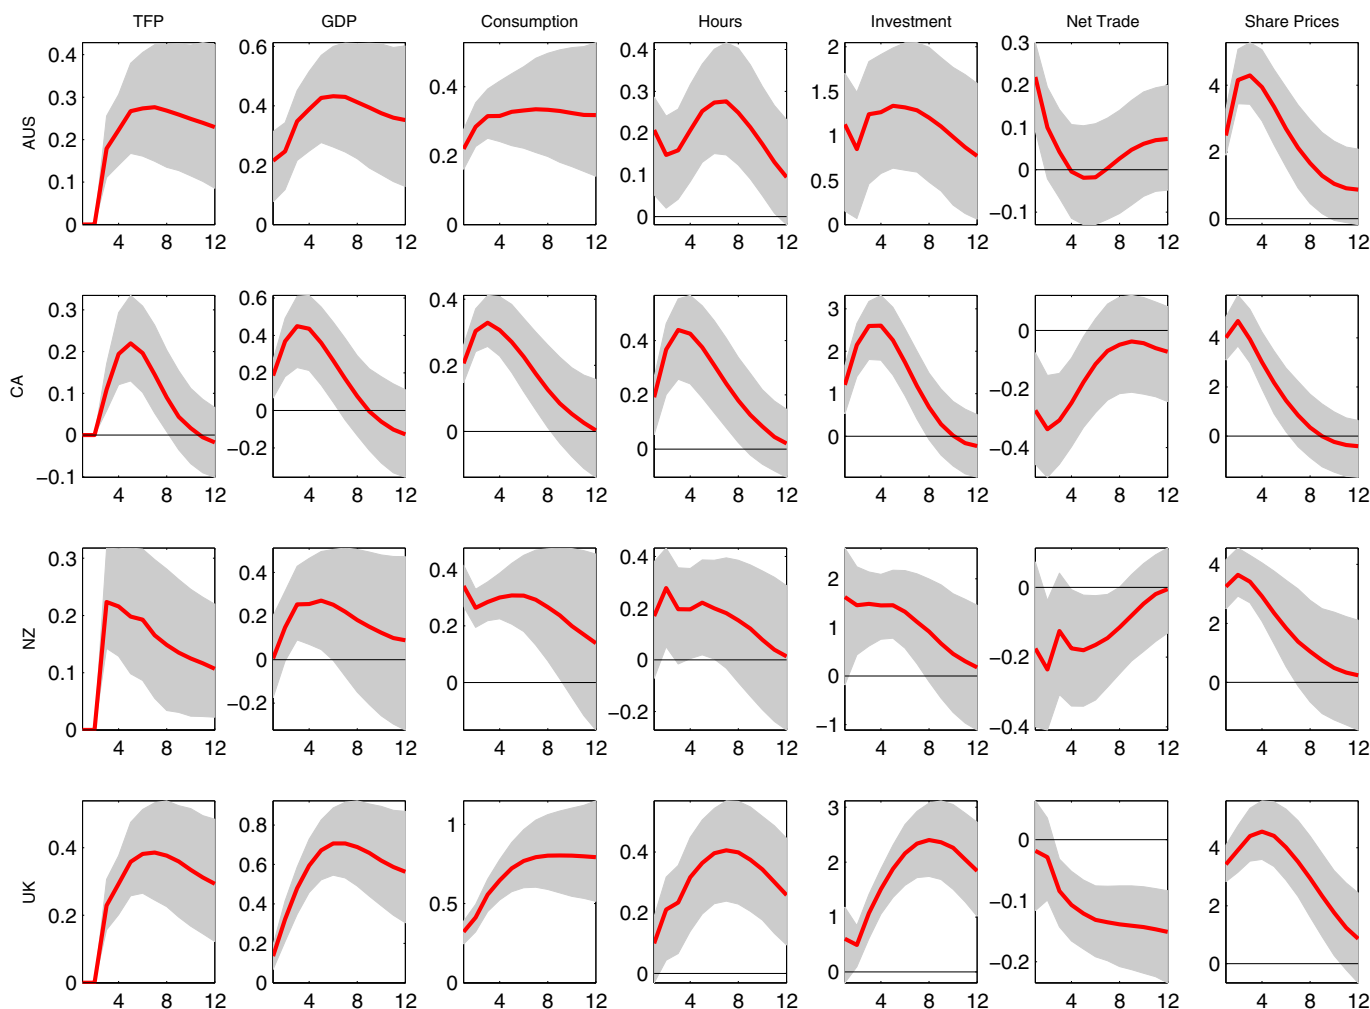 TFP GDP Consumption Hours Investment Net Trade Share Prices
AUS
0.4 0.3 0.2 0.1 0
0.6 0.4 0.2 0
0.4 0.2 0
0.4 0.3 0.2 0.1 0
2 1.5 1 0.5 0
0.3 0.2 0.1 0 −0.1
4 2 0
4 8 12 4 8 12 4 8 12 4 8 12 4 8 12 4 8 12 4 8 12
CA
0.3 0.2 0.1 0 −0.1
0.6 0.4 0.2 0 −0.2
0.4 0.2 0
0.4 0.2 0
3 2 1 0
0 −0.2 −0.4
4 2 0
4 8 12 4 8 12 4 8 12 4 8 12 4 8 12 4 8 12 4 8 12
NZ
0.3 0.2 0.1 0
0.4 0.2 0 −0.2
0.4 0.2 0
0.4 0.2 0 −0.2
2 1 0 −1
0 −0.2 −0.4
4 2 0
4 8 12 4 8 12 4 8 12 4 8 12 4 8 12 4 8 12 4 8 12
UK
0.4 0.2 0
0.8 0.6 0.4 0.2 0
1 0.5 0
0.4 0.2 0
3 2 1 0
0 −0.1 −0.2
4 2 0
4 8 12 4 8 12 4 8 12 4 8 12 4 8 12 4 8 12 4 8 12